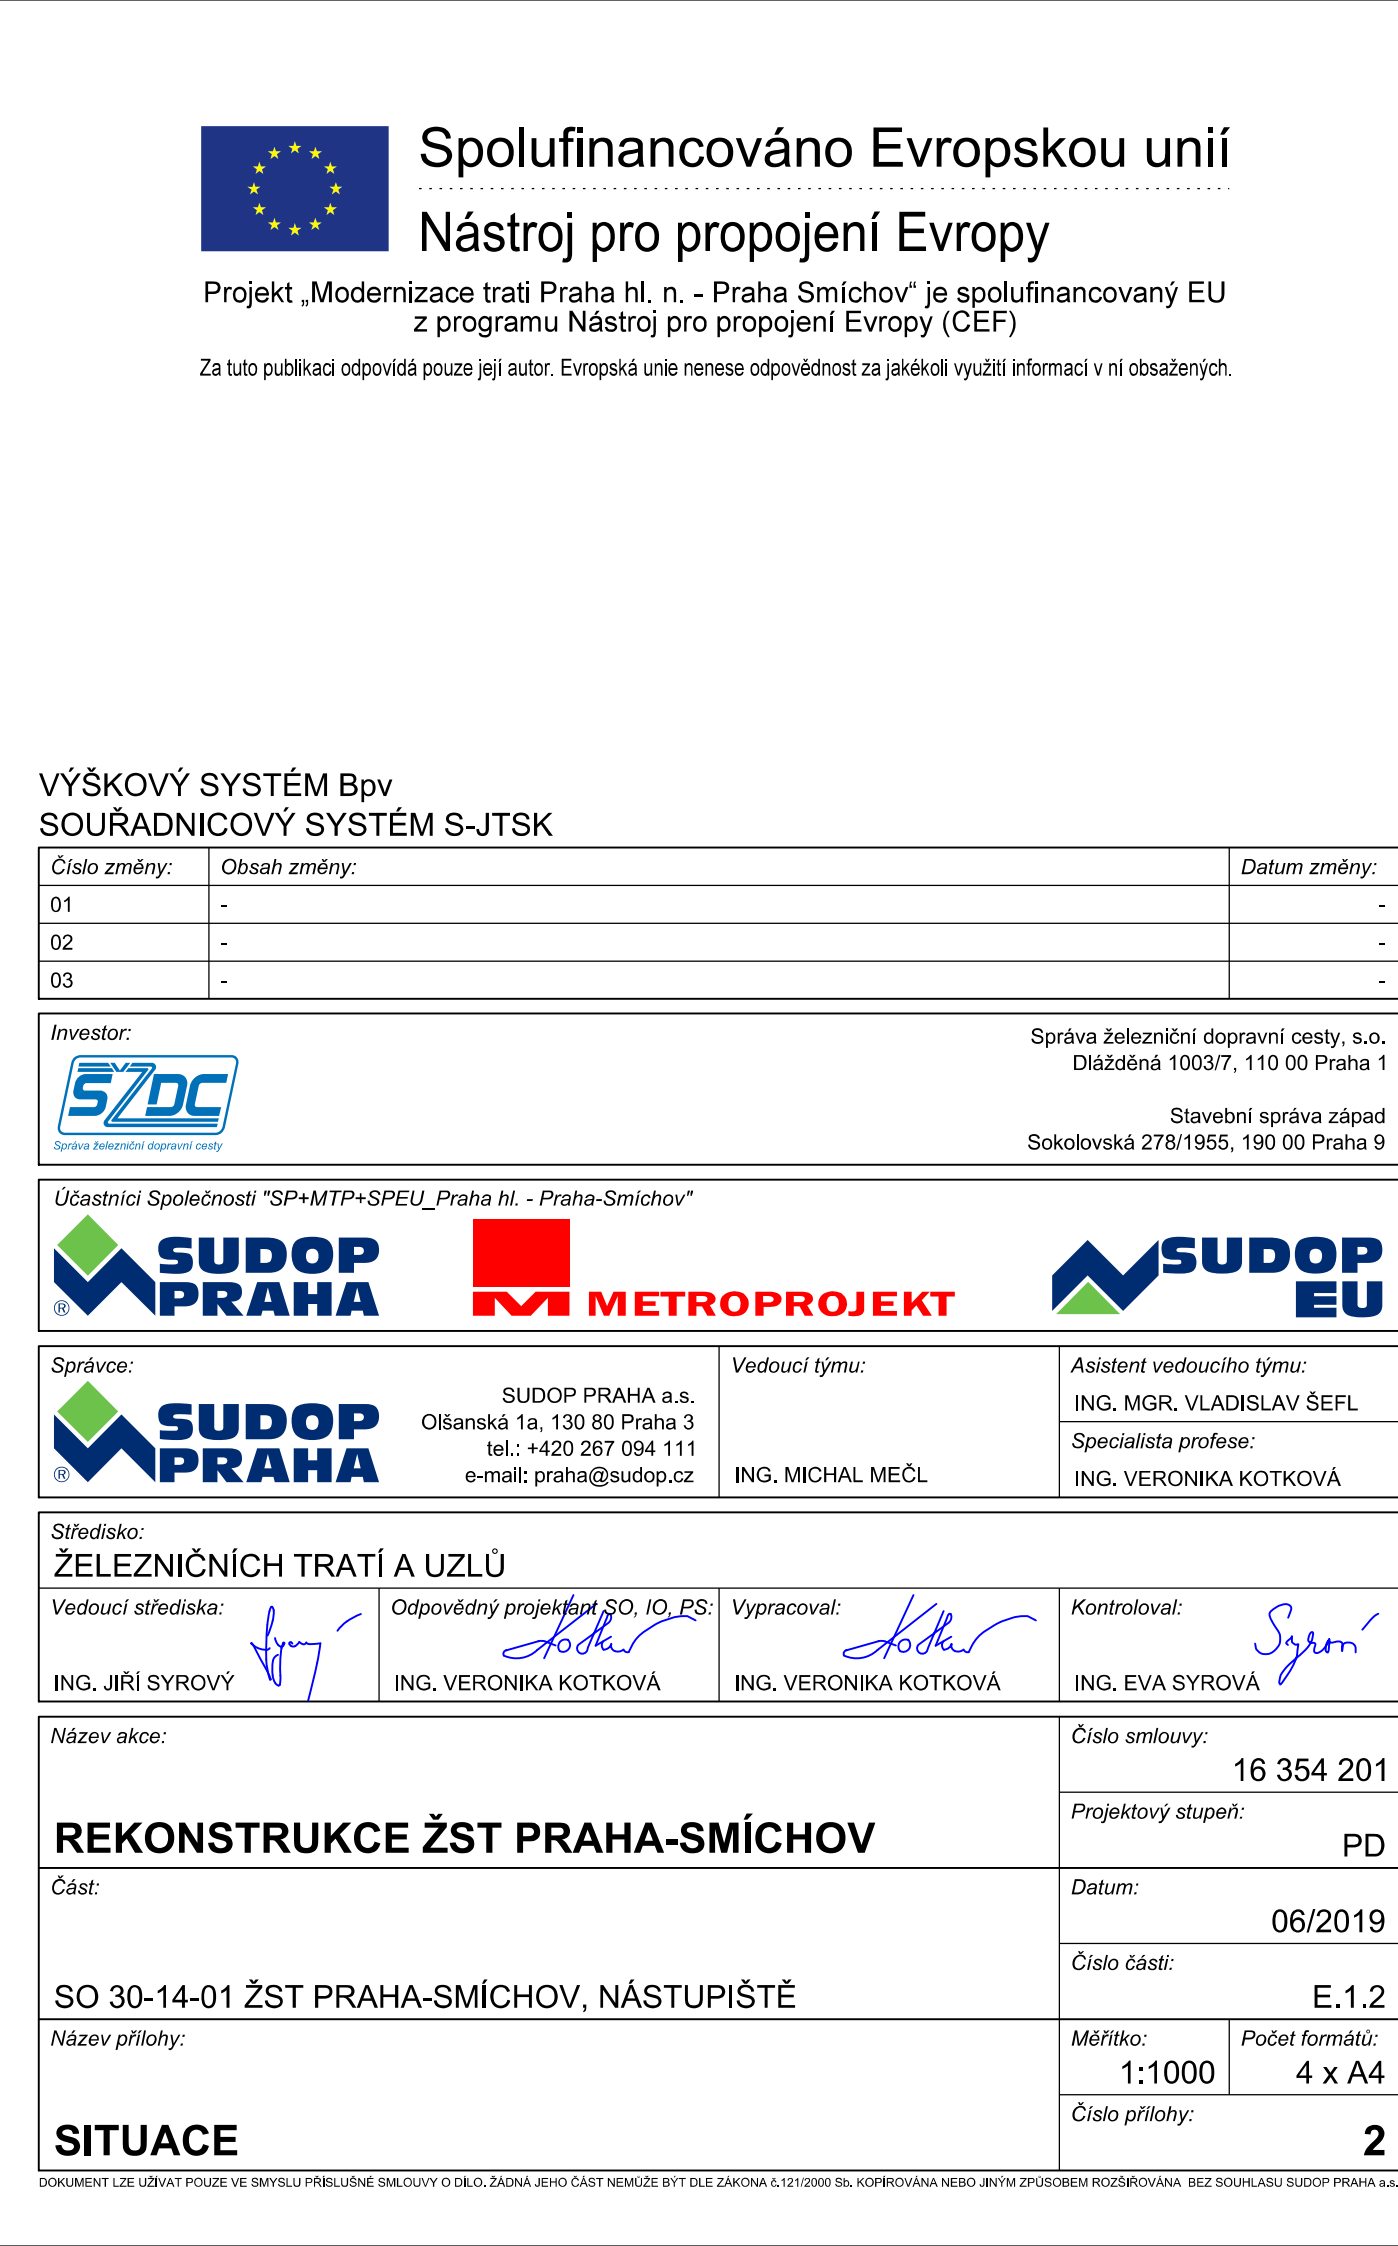 Spolufinancováno Evropskou unií
Nástroj pro propojení Evropy
Projekt „Modernizace trati Praha hl. n. - Praha Smíchov“ je spolufinancovaný EU
z programu Nástroj pro propojení Evropy (CEF)
Za tuto publikaci odpovídá pouze její autor. Evropská unie nenese odpovědnost za jakékoli využití informací v ní obsažených.
VÝŠKOVÝ SYSTÉM Bpv
SOUŘADNICOVÝ SYSTÉM S-JTSK
Číslo změny: Obsah změny: Datum změny:
01 - -
02 - -
03 - -
Investor:
SŽDC
Správa železniční dopravní cesty
Správa železniční dopravní cesty, s.o.
Dlážděná 1003/7, 110 00 Praha 1
Stavební správa západ
Sokolovská 278/1955, 190 00 Praha 9
Účastníci Společnosti "SP+MTP+SPEU_Praha hl. - Praha-Smíchov"
SUDOP
PRAHA
®
METROPROJEKT
SUDOP
EU
Správce:
SUDOP
PRAHA
®
SUDOP PRAHA a.s.
Olšanská 1a, 130 80 Praha 3
tel.: +420 267 094 111
e-mail: praha@sudop.cz
Vedoucí týmu:
ING. MICHAL MEČL
Asistent vedoucího týmu:
ING. MGR. VLADISLAV ŠEFL
Specialista profese:
ING. VERONIKA KOTKOVÁ
Středisko:
ŽELEZNIČNÍCH TRATÍ A UZLŮ
Vedoucí střediska:
ING. JIŘÍ SYROVÝ
Odpovědný projektant SO, IO, PS:
ING. VERONIKA KOTKOVÁ
Vypracoval:
ING. VERONIKA KOTKOVÁ
Kontroloval:
ING. EVA SYROVÁ
Název akce:
REKONSTRUKCE ŽST PRAHA-SMÍCHOV
Číslo smlouvy:
16 354 201
Projektový stupeň:
PD
Část:
SO 30-14-01 ŽST PRAHA-SMÍCHOV, NÁSTUPIŠTĚ
Datum:
06/2019
Číslo části:
E.1.2
Název přílohy:
SITUACE
Měřítko:
1:1000
Počet formátů:
4 x A4
Číslo přílohy:
2
DOKUMENT LZE UŽÍVAT POUZE VE SMYSLU PŘÍSLUŠNÉ SMLOUVY O DÍLO. ŽÁDNÁ JEHO ČÁST NEMŮŽE BÝT DLE ZÁKONA č.121/2000 Sb. KOPÍROVÁNA NEBO JINÝM ZPŮSOBEM ROZŠIŘOVÁNA BEZ SOUHLASU SUDOP PRAHA a.s.